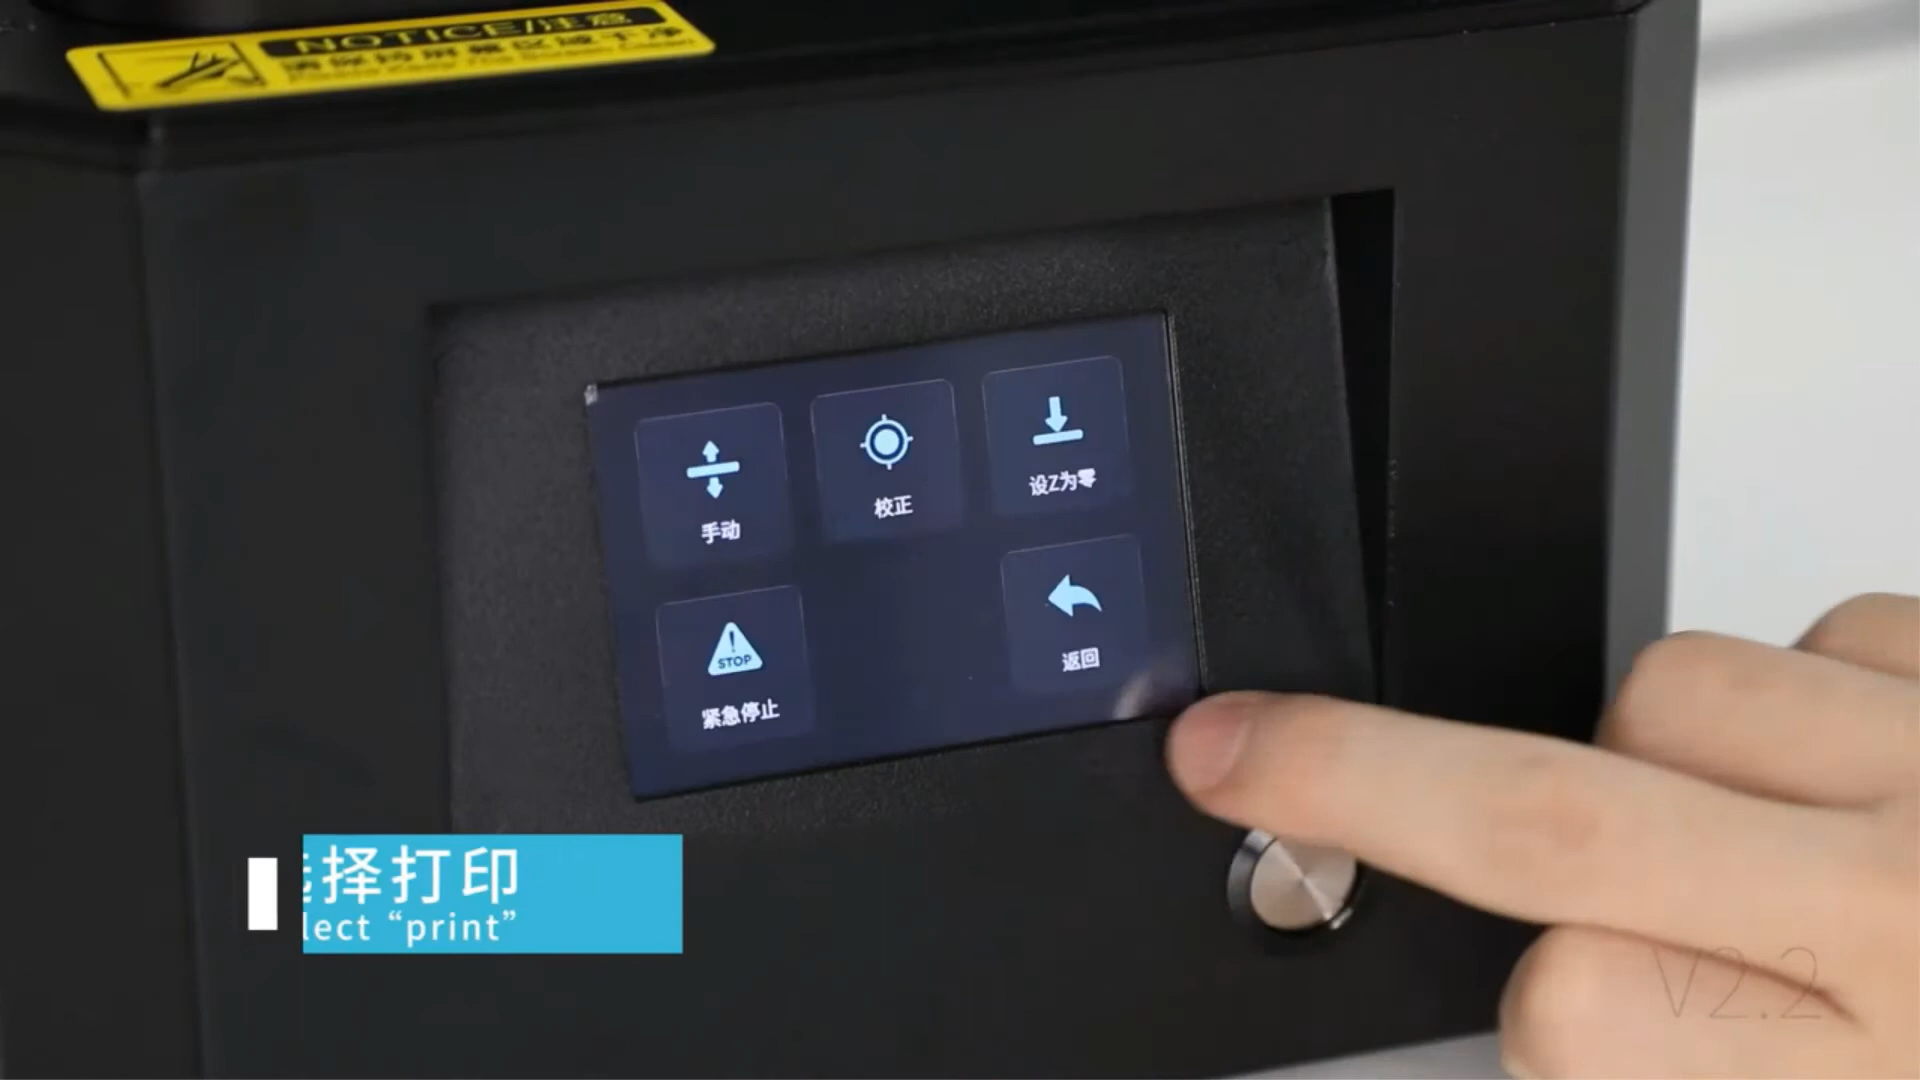 NOTICE/注意
手动
校正
设Z为零
STOP
紧急停止
返回
择打印
lect “print”
V2.2